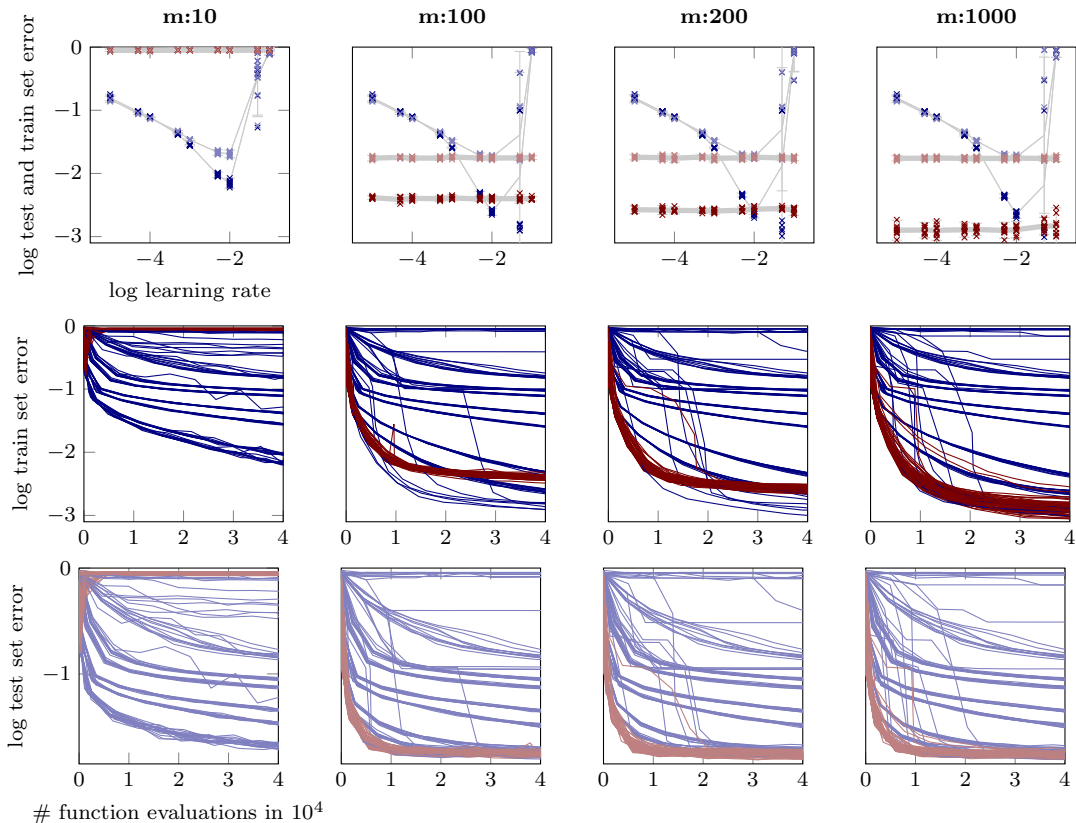 m:10 m:100 m:200 m:1000
log test and train set error
0
−1
−2
−3
−4 −2 −4 −2 −4 −2 −4 −2
log learning rate
log train set error
0
−1
−2
−3
0 1 2 3 4 0 1 2 3 4 0 1 2 3 4 0 1 2 3 4
log test set error
0
−1
0 1 2 3 4 0 1 2 3 4 0 1 2 3 4 0 1 2 3 4
# function evaluations in 10⁴